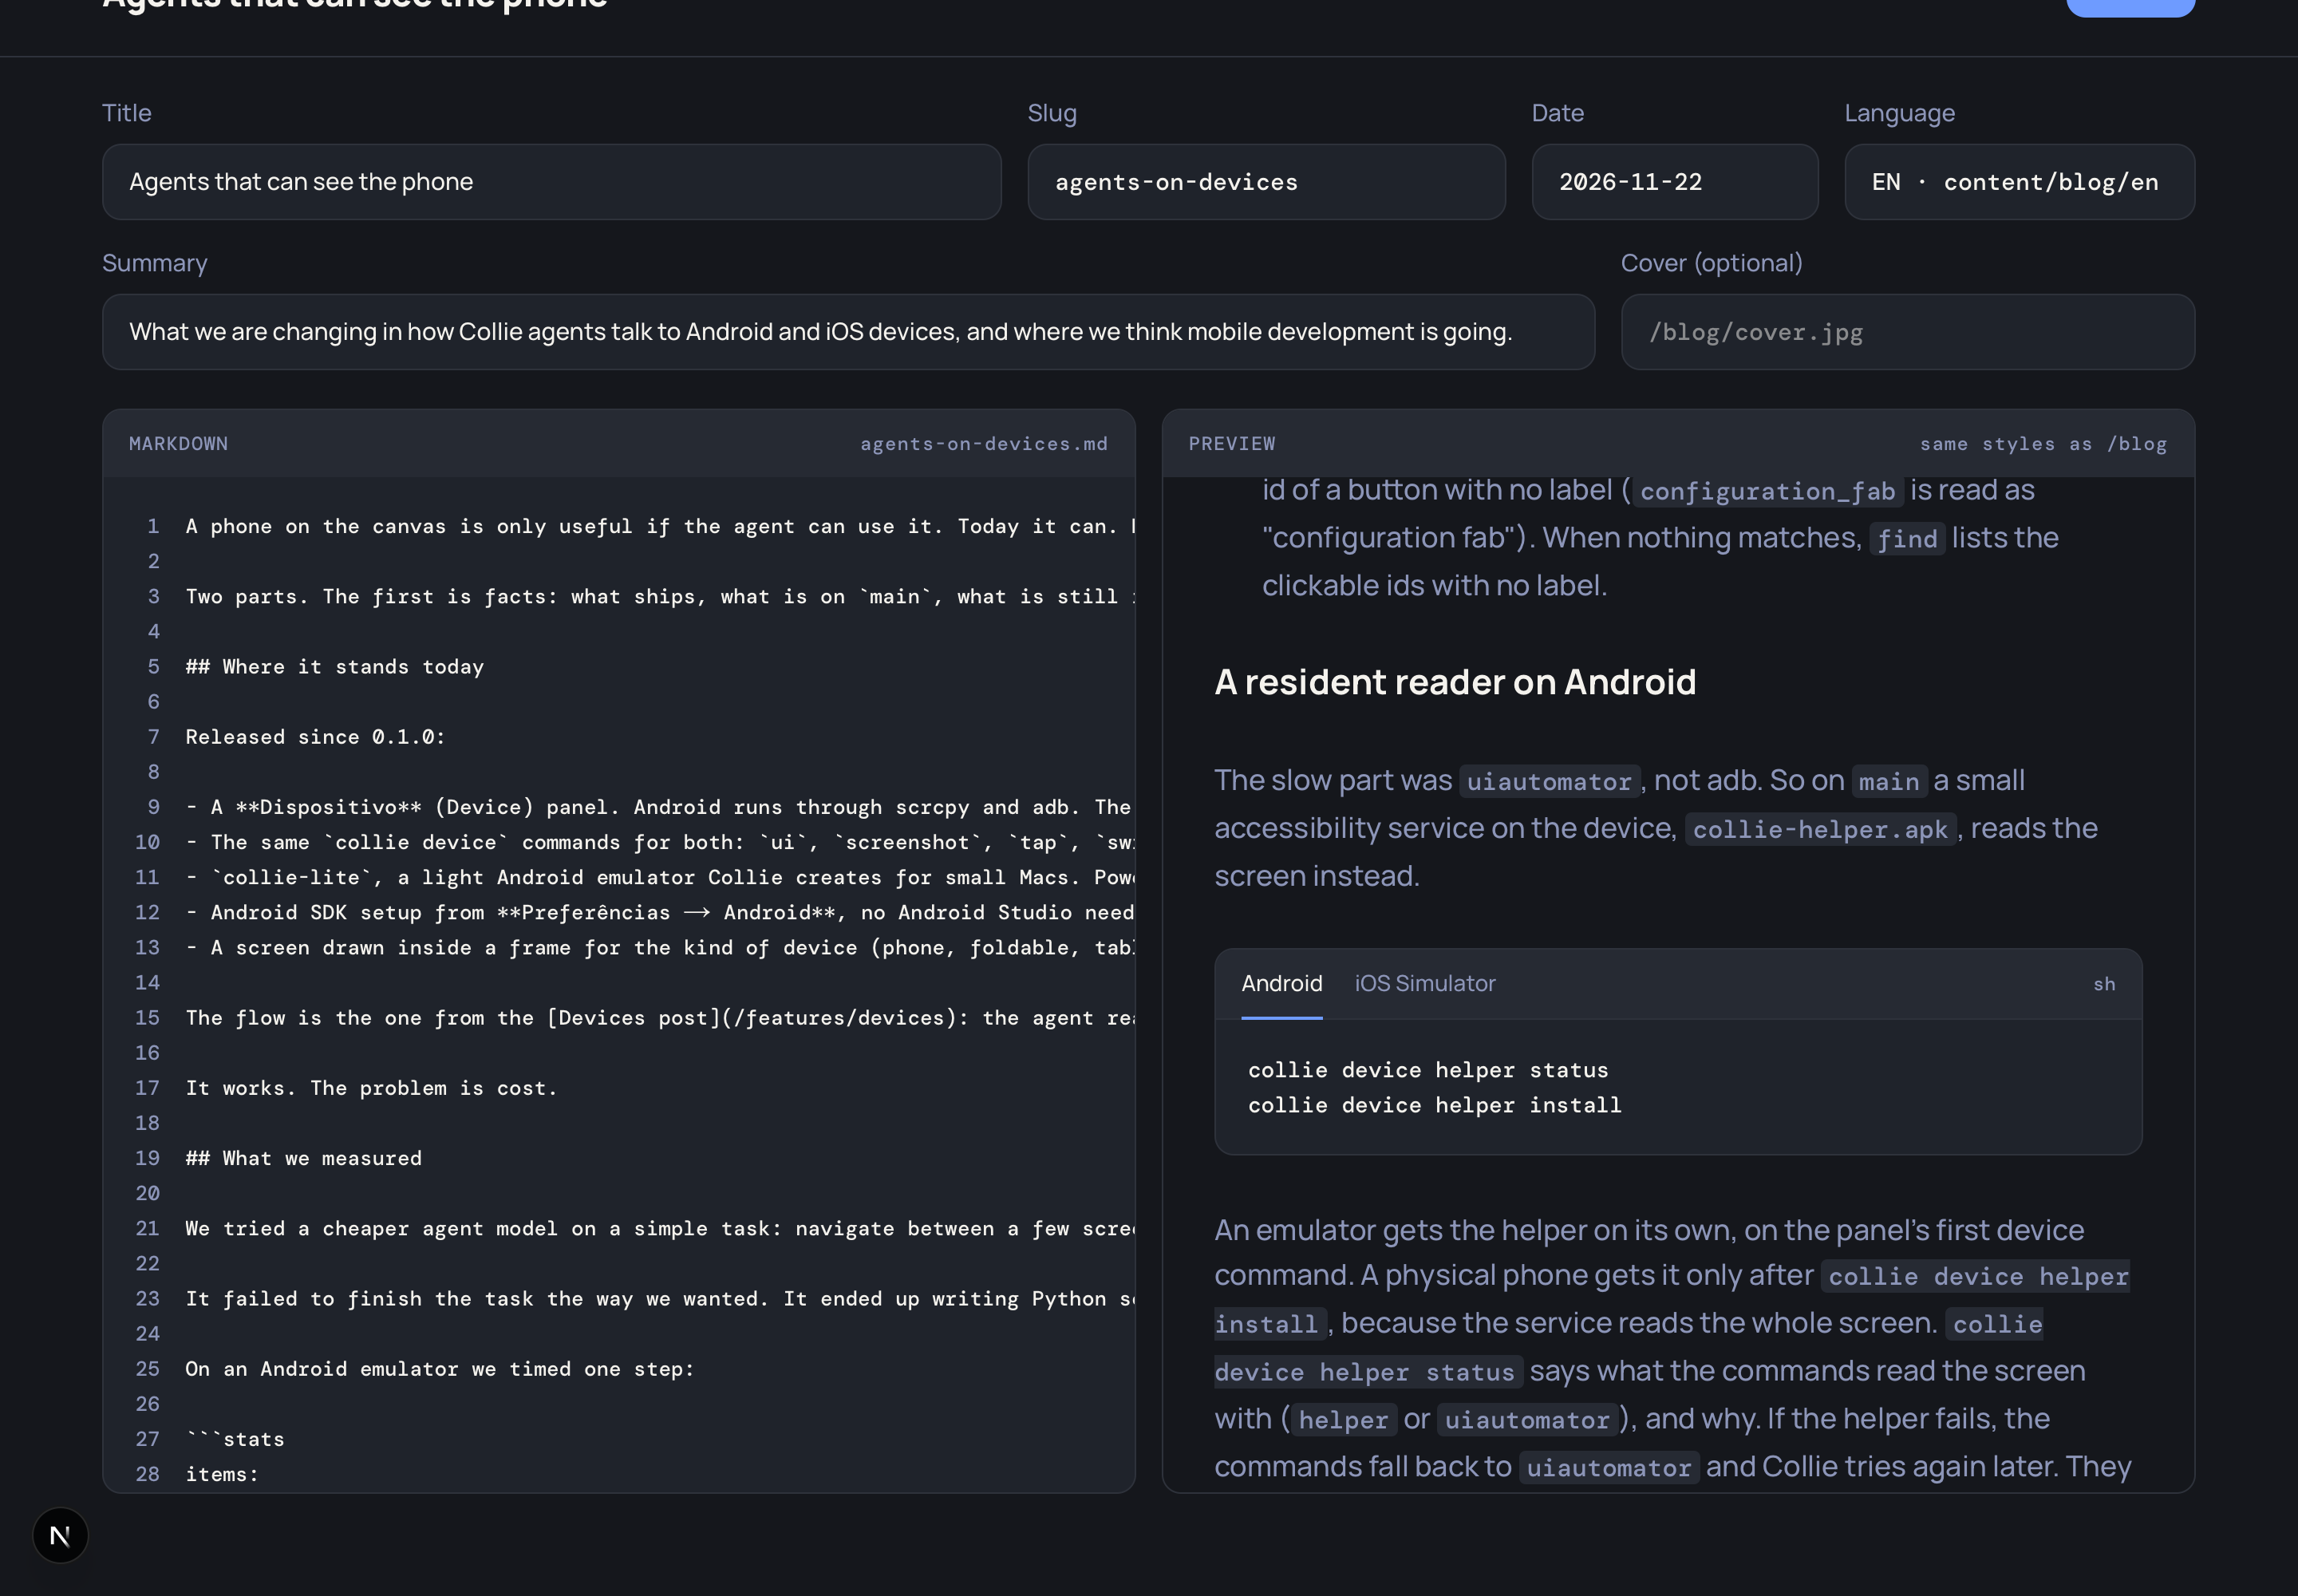 Agents that can see the phone
Title
Slug
Date
Language
Agents that can see the phone
agents-on-devices
2026-11-22
EN · content/blog/en
Summary
Cover (optional)
What we are changing in how Collie agents talk to Android and iOS devices, and where we think mobile development is going.
/blog/cover.jpg
MARKDOWN
agents-on-devices.md
1 A phone on the canvas is only useful if the agent can use it. Today it can.
2
3 Two parts. The first is facts: what ships, what is on `main`, what is still
4
5 ## Where it stands today
6
7 Released since 0.1.0:
8
9 - A **Dispositivo** (Device) panel. Android runs through scrcpy and adb. The
10 - The same `collie device` commands for both: `ui`, `screenshot`, `tap`, `sw
11 - `collie-lite`, a light Android emulator Collie creates for small Macs. Pow
12 - Android SDK setup from **Preferências ⟶ Android**, no Android Studio need
13 - A screen drawn inside a frame for the kind of device (phone, foldable, tab
14
15 The flow is the one from the [Devices post](/features/devices): the agent re
16
17 It works. The problem is cost.
18
19 ## What we measured
20
21 We tried a cheaper agent model on a simple task: navigate between a few scre
22
23 It failed to finish the task the way we wanted. It ended up writing Python s
24
25 On an Android emulator we timed one step:
26
27 ```stats
28 items:
PREVIEW
same styles as /blog
id of a button with no label (configuration_fab is read as
"configuration fab"). When nothing matches, find lists the
clickable ids with no label.
A resident reader on Android
The slow part was uiautomator, not adb. So on main a small
accessibility service on the device, collie-helper.apk, reads the
screen instead.
Android
iOS Simulator
sh
collie device helper status
collie device helper install
An emulator gets the helper on its own, on the panel's first device
command. A physical phone gets it only after collie device helper
install, because the service reads the whole screen. collie
device helper status says what the commands read the screen
with (helper or uiautomator), and why. If the helper fails, the
commands fall back to uiautomator and Collie tries again later. They
N